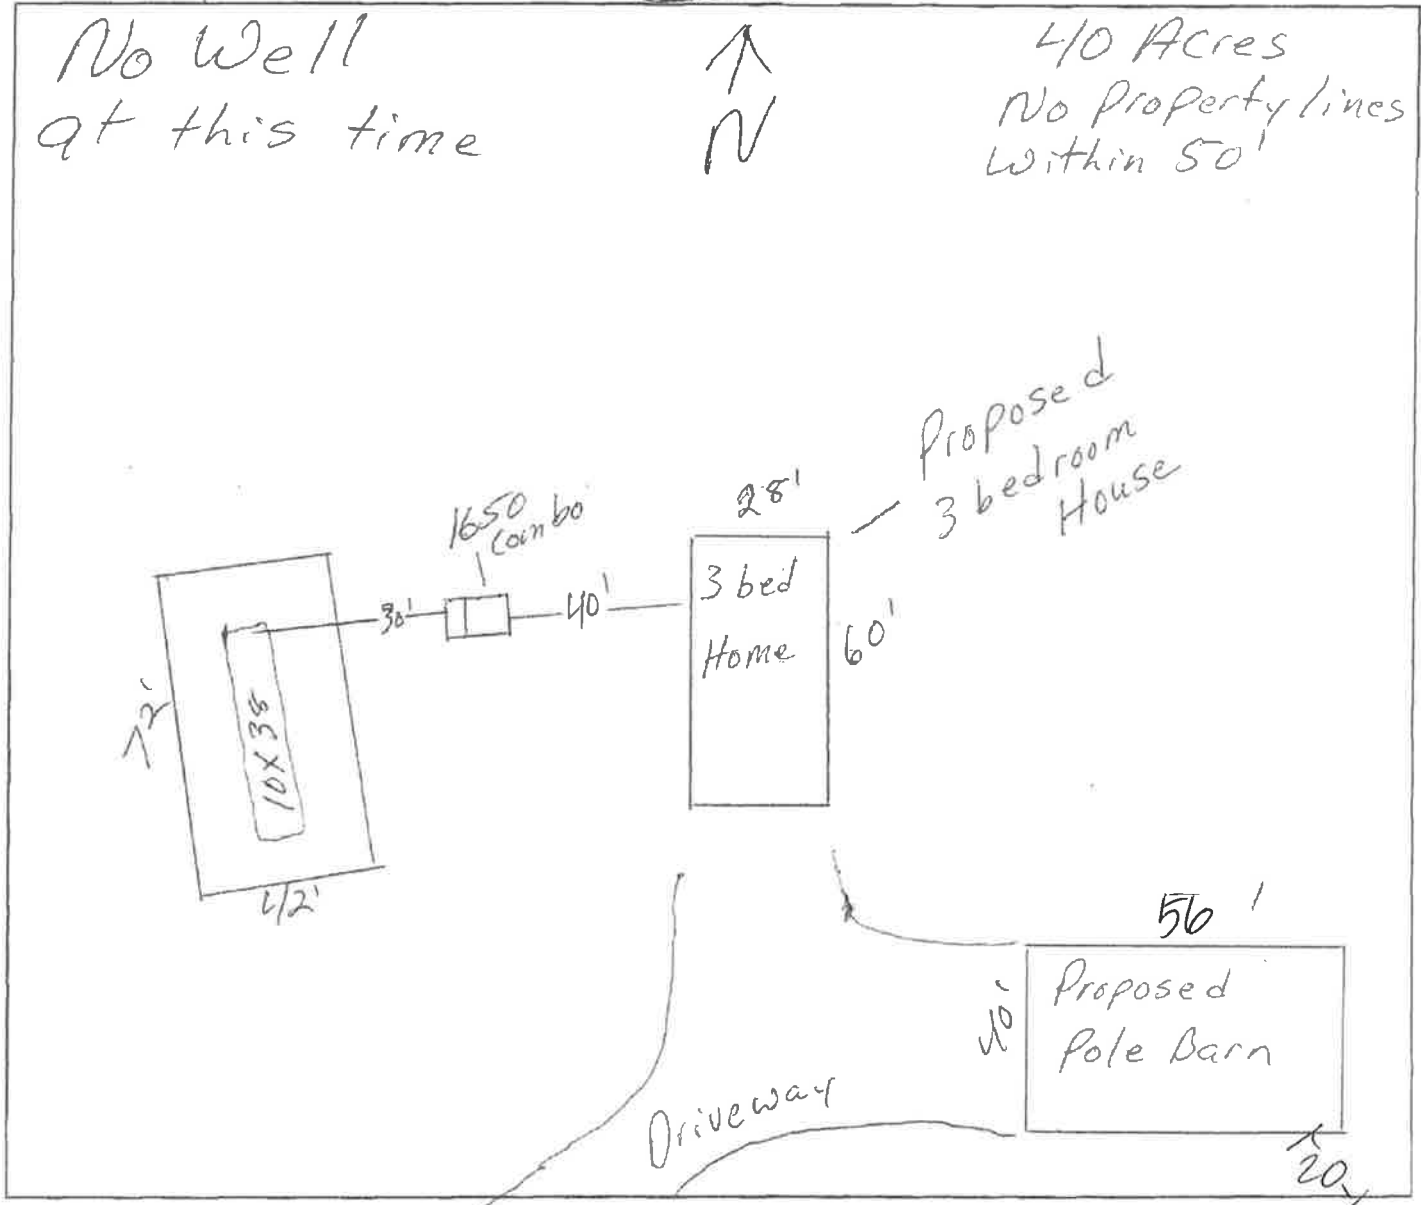 No Well
at this time
N
40 Acres
No Property lines
within 50'
Proposed
3 bedroom
House
28'
1650
Combo
3 bed
Home
60'
30'
40'
72'
10X38
42'
56'
40'
Proposed
Pole Barn
Driveway
20